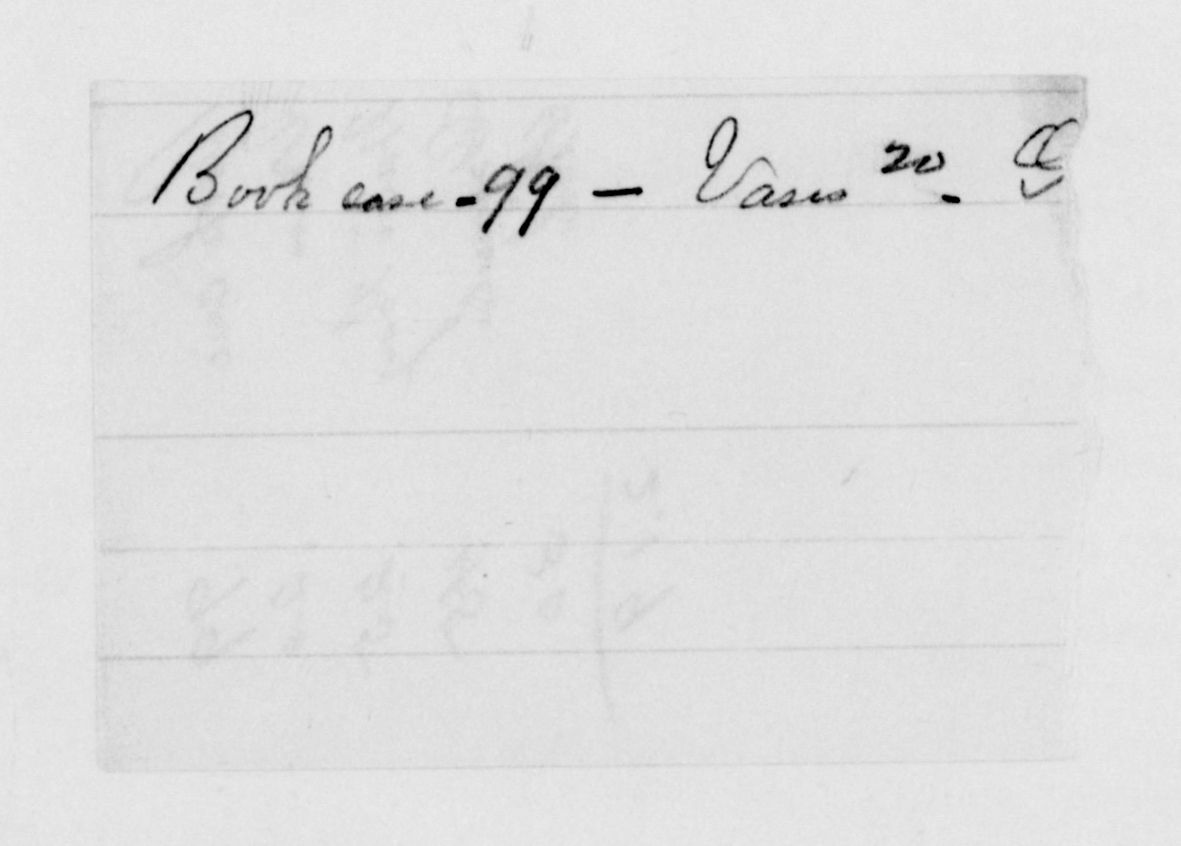 Book case - 99 — Vases 20 -